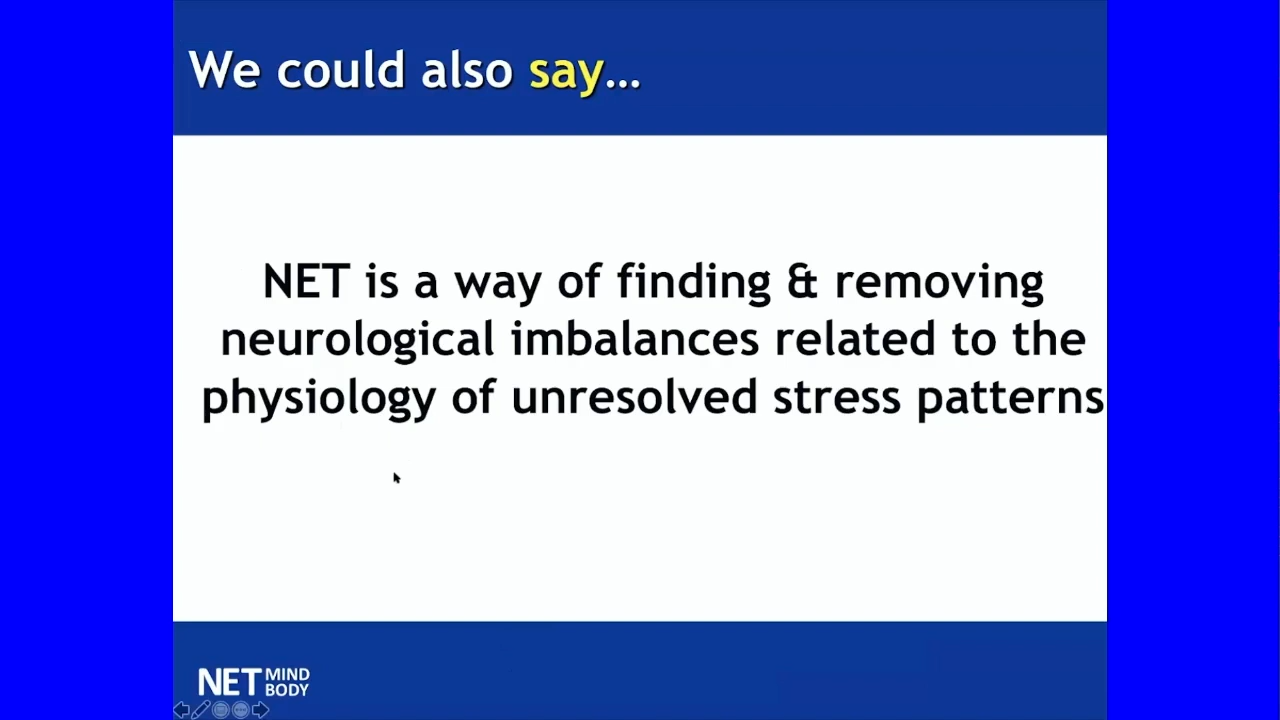 We could also say...
NET is a way of finding & removing
neurological imbalances related to the
physiology of unresolved stress patterns
NET MIND
BODY